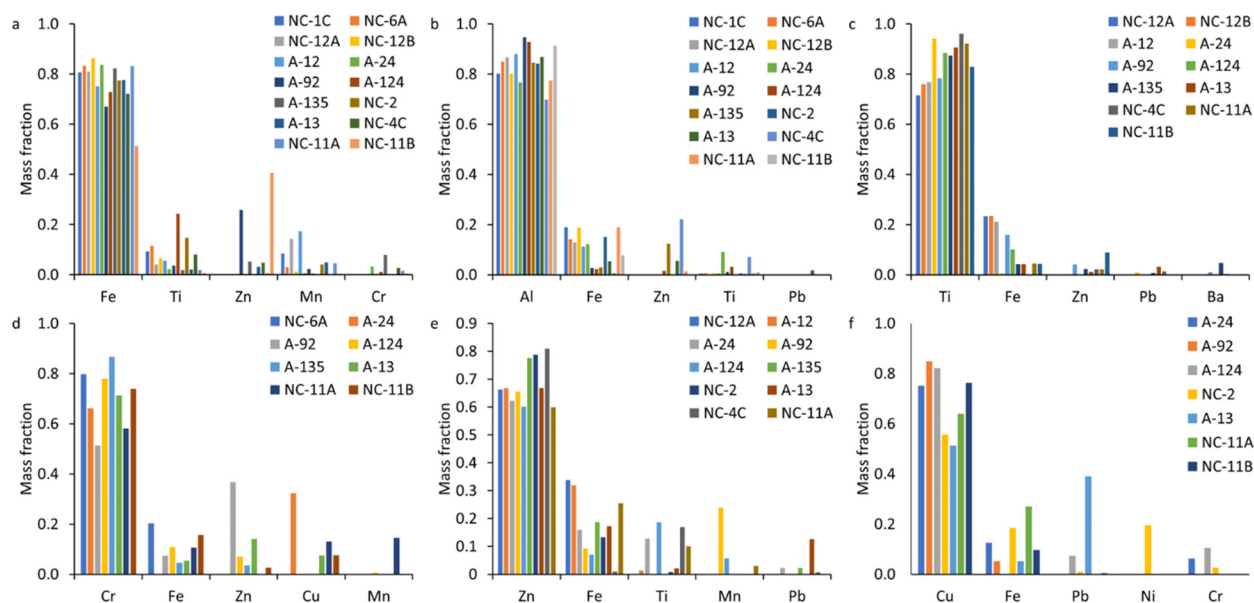 a
NC-1C NC-6A
NC-12A NC-12B
A-12 A-24
A-92 A-124
A-135 NC-2
A-13 NC-4C
NC-11A NC-11B
Mass fraction
1.0
0.8
0.6
0.4
0.2
0.0
Fe Ti Zn Mn Cr
b
NC-1C NC-6A
NC-12A NC-12B
A-12 A-24
A-92 A-124
A-135 NC-2
A-13 NC-4C
NC-11A NC-11B
Mass fraction
1.0
0.8
0.6
0.4
0.2
0.0
Al Fe Zn Ti Pb
c
NC-12A NC-12B
A-12 A-24
A-92 A-124
A-135 A-13
NC-4C NC-11A
NC-11B
Mass fraction
1.0
0.8
0.6
0.4
0.2
0.0
Ti Fe Zn Pb Ba
d
NC-6A A-24
A-92 A-124
A-135 A-13
NC-11A NC-11B
Mass fraction
1.0
0.8
0.6
0.4
0.2
0.0
Cr Fe Zn Cu Mn
e
NC-12A A-12
A-24 A-92
A-124 A-135
NC-2 A-13
NC-4C NC-11A
Mass fraction
0.9
0.8
0.7
0.6
0.5
0.4
0.3
0.2
0.1
0
Zn Fe Ti Mn Pb
f
A-24
A-92
A-124
NC-2
A-13
NC-11A
NC-11B
Mass fraction
1.0
0.8
0.6
0.4
0.2
0.0
Cu Fe Pb Ni Cr